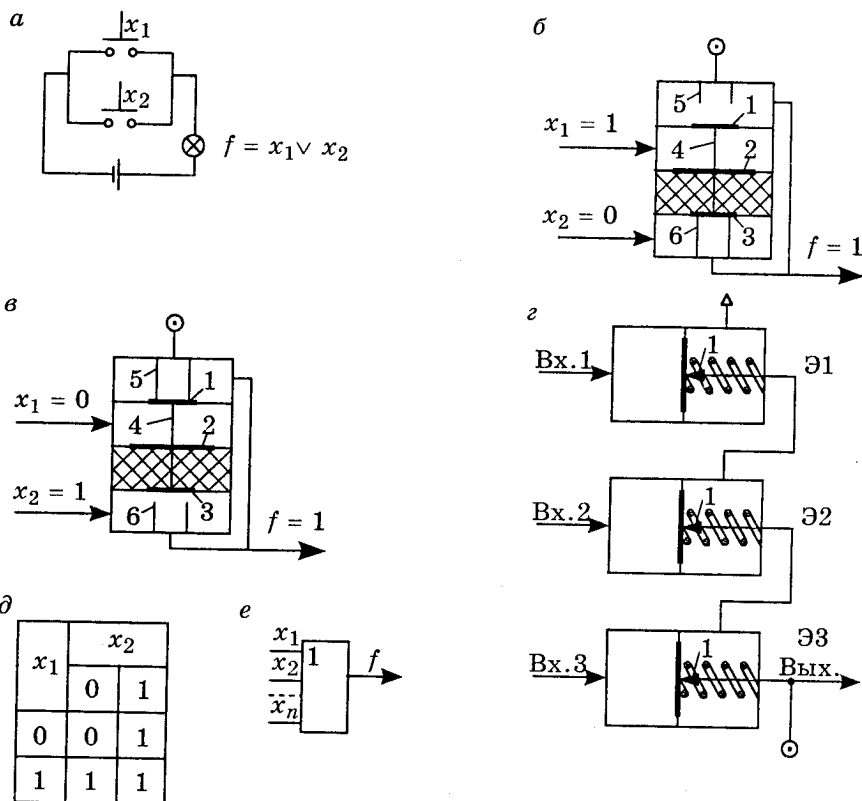 а
x₁
x₂
f = x₁ ∨ x₂
б
5
1
x₁ = 1
4
2
x₂ = 0
6
3
f = 1
в
5
1
x₁ = 0
4
2
x₂ = 1
6
3
f = 1
г
Вх.1
1
Э1
Вх.2
1
Э2
Вх.3
1
Э3
Вых.
д
x₁ x₂
0 1
0 0 1
1 1 1
е
x₁
x₂
xₙ
1
f